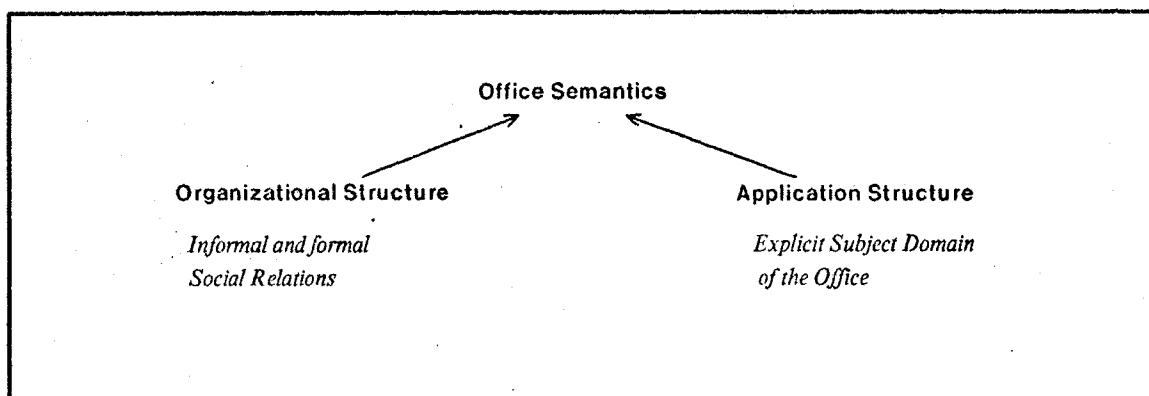 Office Semantics
Organizational Structure
Application Structure
Informal and formal
Social Relations
Explicit Subject Domain
of the Office